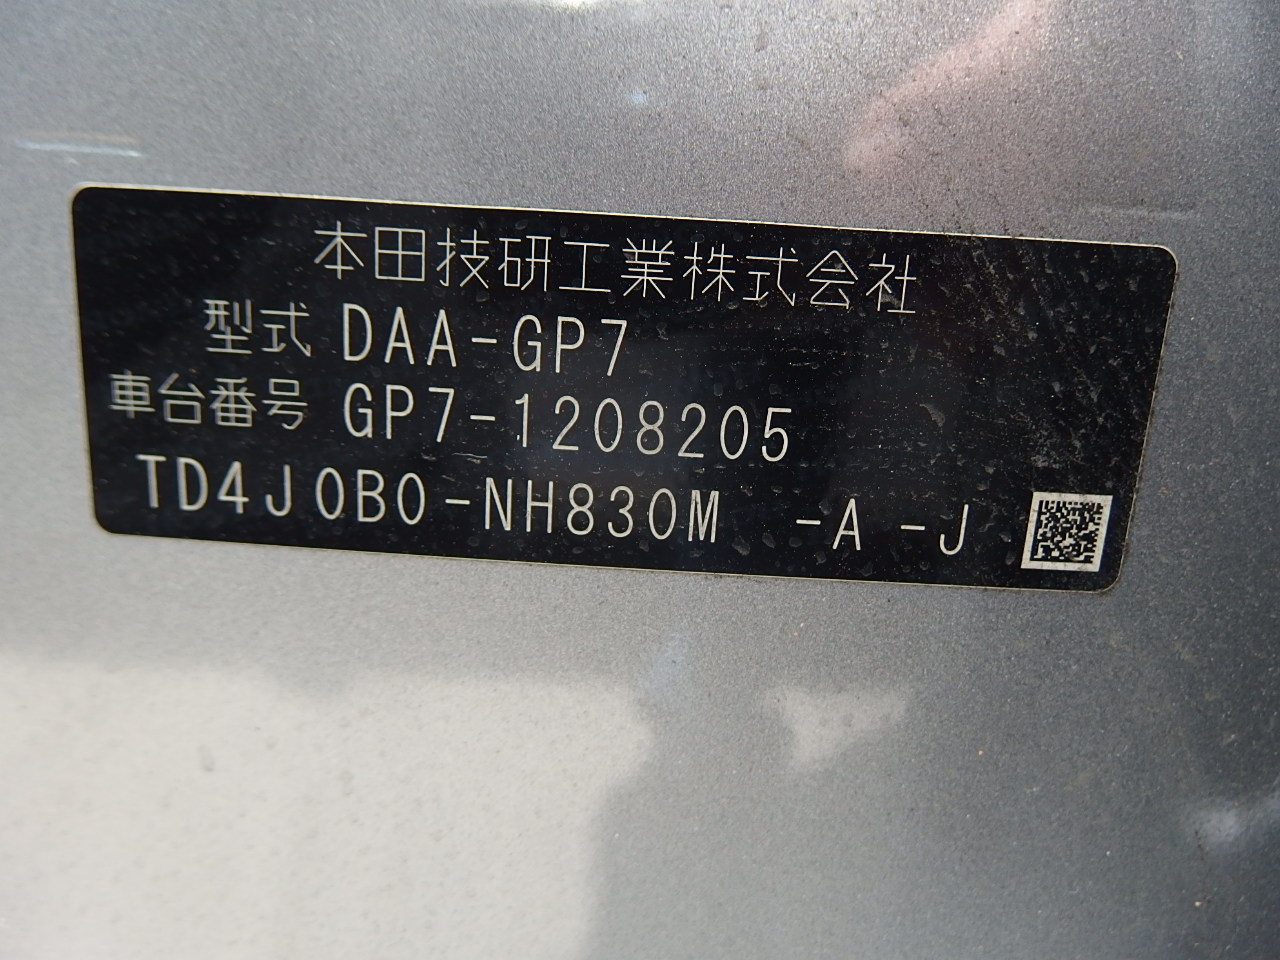 本田技研工業株式会社
型式 DAA-GP7
車台番号 GP7-1208205
TD4J0B0-NH830M -A -J